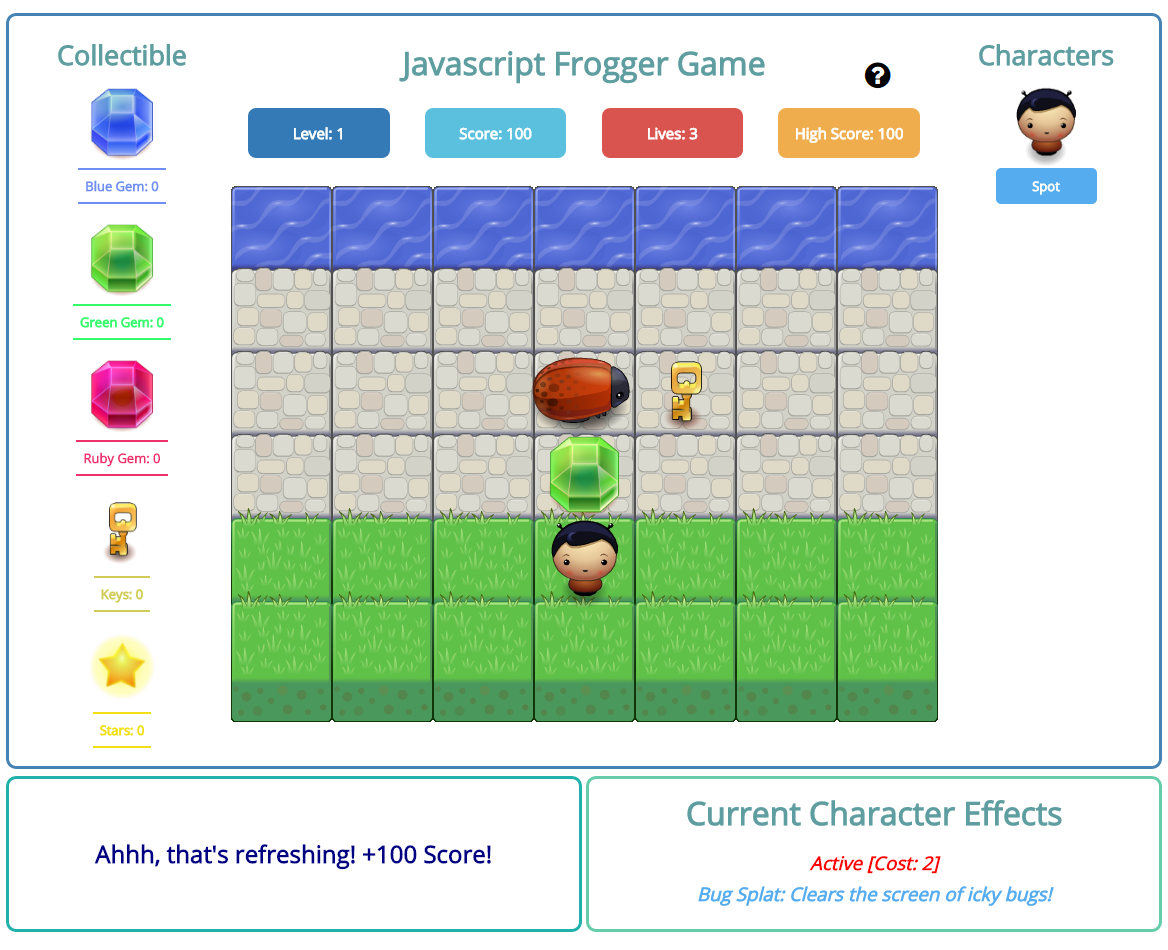 Collectible
Blue Gem: 0
Green Gem: 0
Ruby Gem: 0
Keys: 0
Stars: 0
Javascript Frogger Game
?
Level: 1
Score: 100
Lives: 3
High Score: 100
Characters
Spot
Ahhh, that's refreshing! +100 Score!
Current Character Effects
Active [Cost: 2]
Bug Splat: Clears the screen of icky bugs!